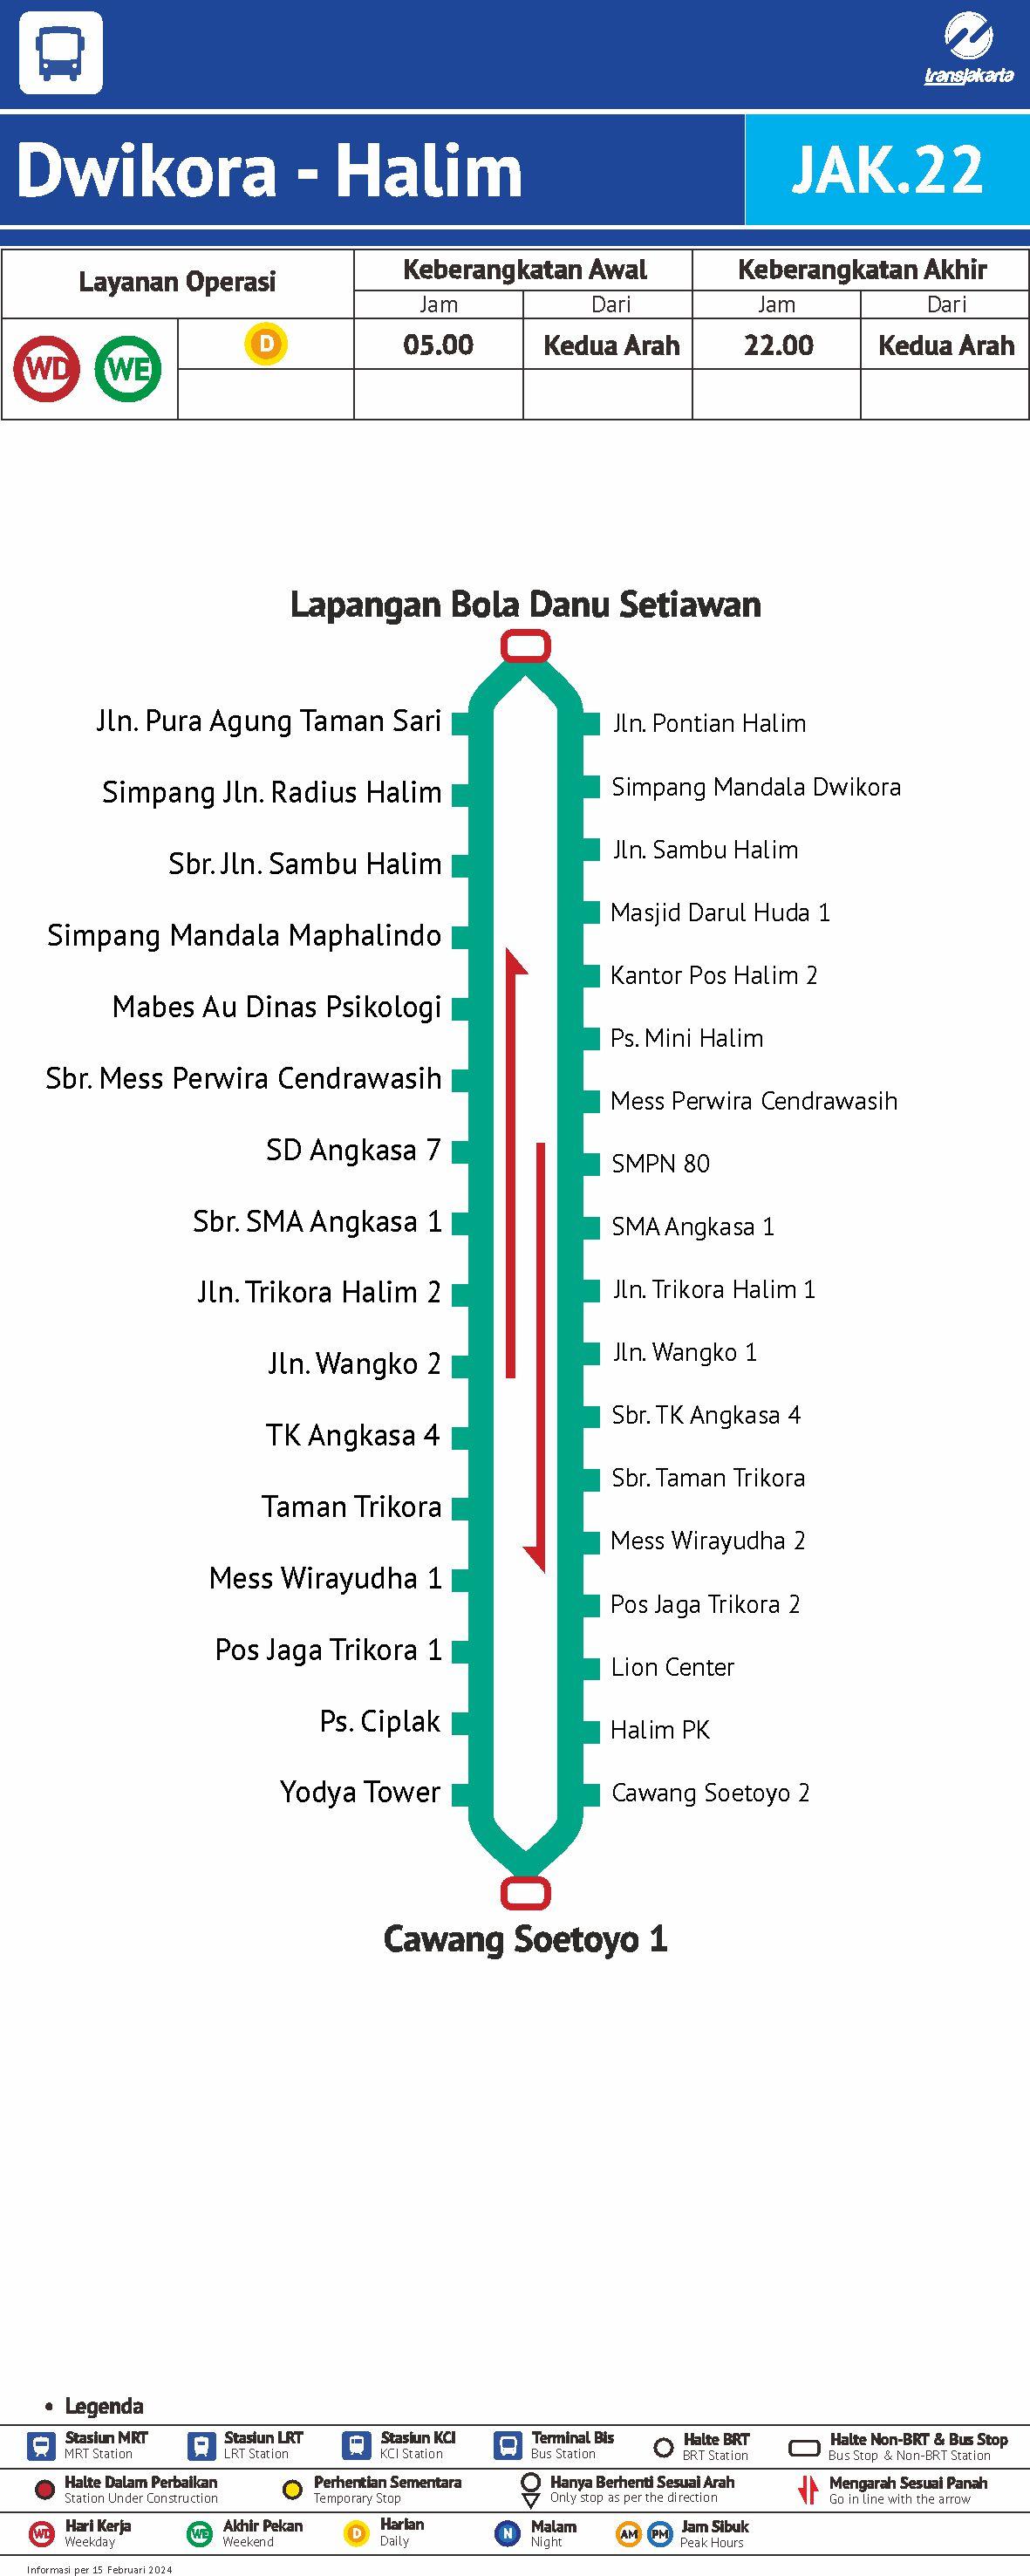 transjakarta
Dwikora - Halim
JAK.22
Layanan Operasi
Keberangkatan Awal
Keberangkatan Akhir
Jam
Dari
Jam
Dari
WD
WE
D
05.00
Kedua Arah
22.00
Kedua Arah
Lapangan Bola Danu Setiawan
Jln. Pura Agung Taman Sari
Simpang Jln. Radius Halim
Sbr. Jln. Sambu Halim
Simpang Mandala Maphalindo
Mabes Au Dinas Psikologi
Sbr. Mess Perwira Cendrawasih
SD Angkasa 7
Sbr. SMA Angkasa 1
Jln. Trikora Halim 2
Jln. Wangko 2
TK Angkasa 4
Taman Trikora
Mess Wirayudha 1
Pos Jaga Trikora 1
Ps. Ciplak
Yodya Tower
Jln. Pontian Halim
Simpang Mandala Dwikora
Jln. Sambu Halim
Masjid Darul Huda 1
Kantor Pos Halim 2
Ps. Mini Halim
Mess Perwira Cendrawasih
SMPN 80
SMA Angkasa 1
Jln. Trikora Halim 1
Jln. Wangko 1
Sbr. TK Angkasa 4
Sbr. Taman Trikora
Mess Wirayudha 2
Pos Jaga Trikora 2
Lion Center
Halim PK
Cawang Soetoyo 2
Cawang Soetoyo 1
• Legenda
Stasiun MRT
MRT Station
Stasiun LRT
LRT Station
Stasiun KCI
KCI Station
Terminal Bis
Bus Station
Halte BRT
BRT Station
Halte Non-BRT & Bus Stop
Bus Stop & Non-BRT Station
Halte Dalam Perbaikan
Station Under Construction
Perhentian Sementara
Temporary Stop
Hanya Berhenti Sesuai Arah
Only stop as per the direction
Mengarah Sesuai Panah
Go in line with the arrow
WD
Hari Kerja
Weekday
WE
Akhir Pekan
Weekend
D
Harian
Daily
N
Malam
Night
AM
PM
Jam Sibuk
Peak Hours
Informasi per 15 Februari 2024